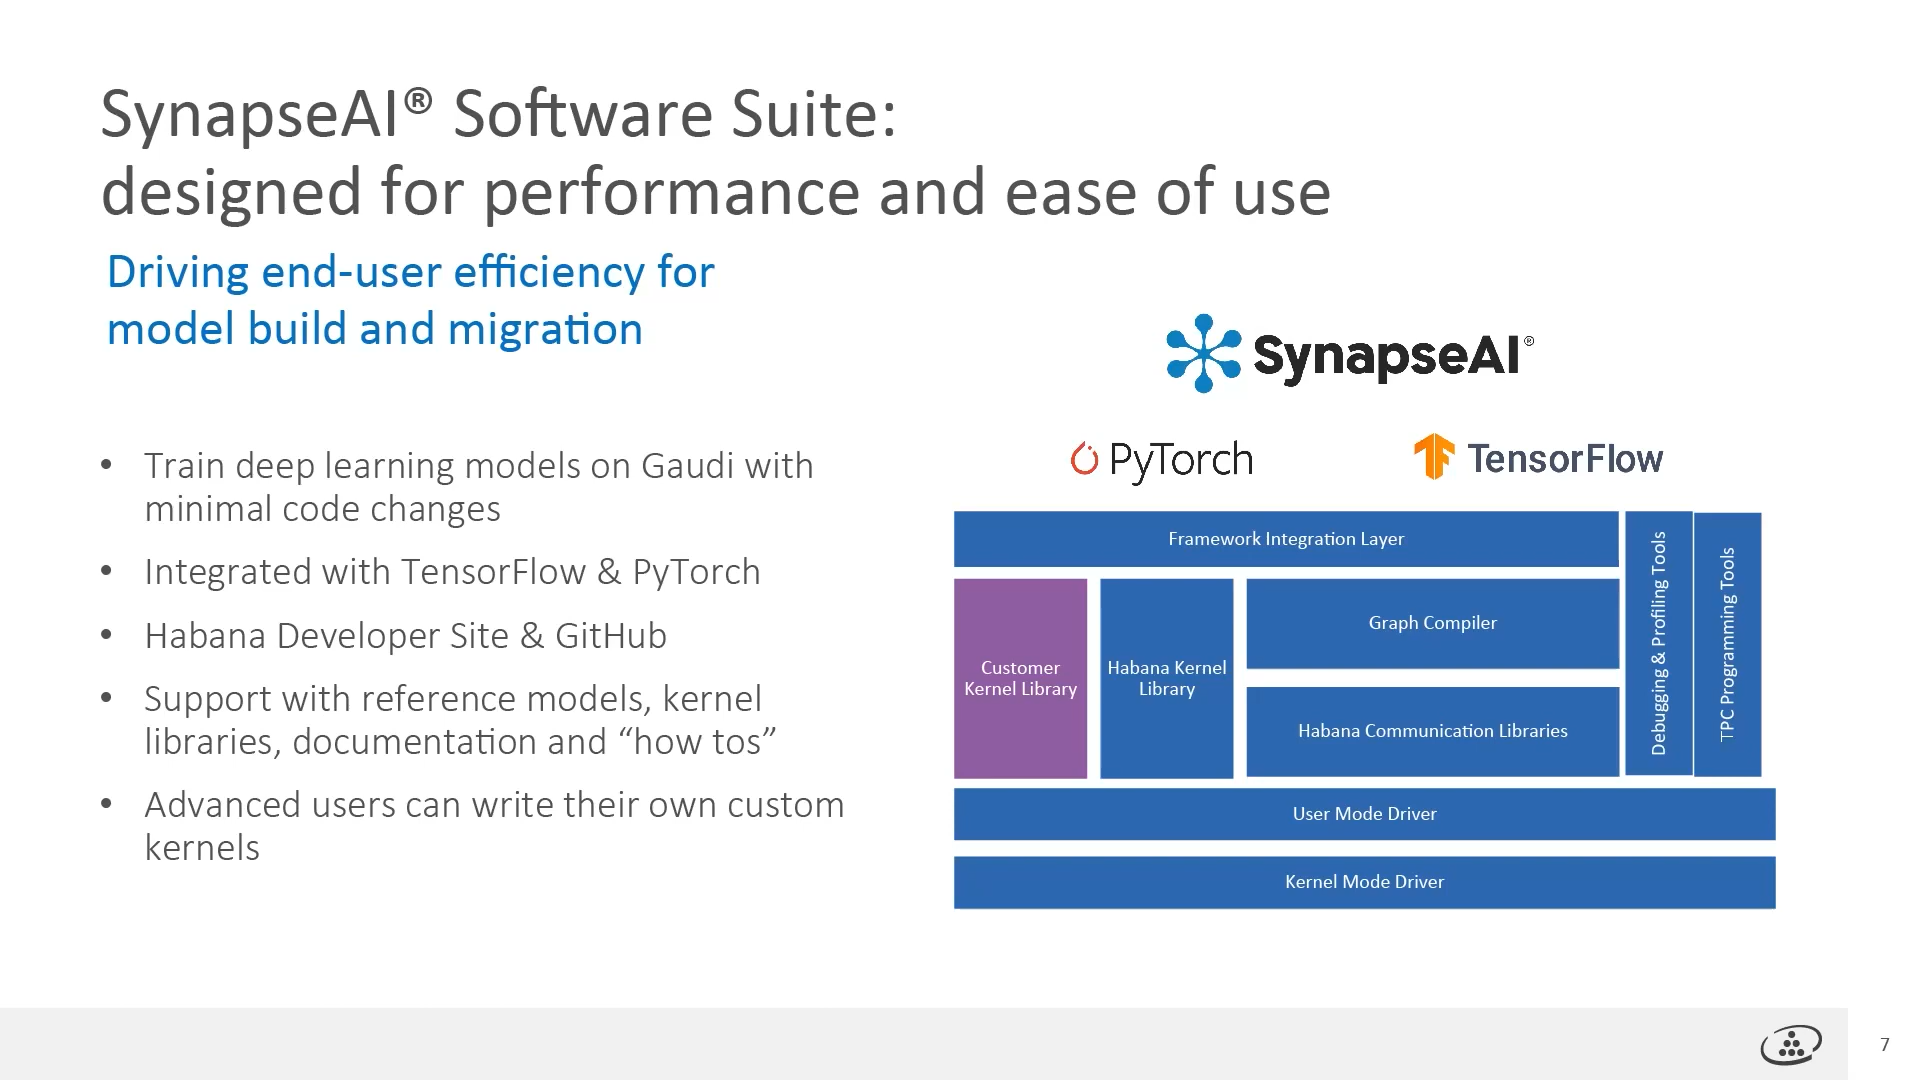 SynapseAI® Software Suite:
designed for performance and ease of use
Driving end-user efficiency for
model build and migration
• Train deep learning models on Gaudi with
minimal code changes
• Integrated with TensorFlow & PyTorch
• Habana Developer Site & GitHub
• Support with reference models, kernel
libraries, documentation and “how tos”
• Advanced users can write their own custom
kernels
SynapseAI®
PyTorch
TensorFlow
Framework Integration Layer
Customer
Kernel Library
Habana Kernel
Library
Graph Compiler
Habana Communication Libraries
Debugging & Profiling Tools
TPC Programming Tools
User Mode Driver
Kernel Mode Driver
7